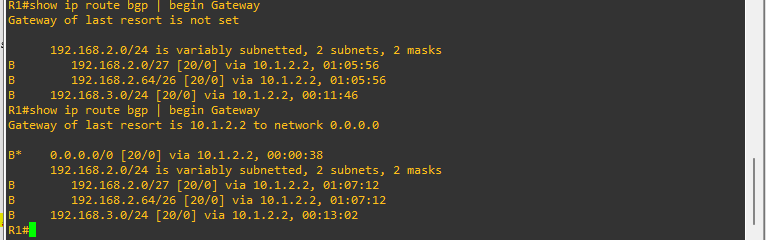 R1#show ip route bgp | begin Gateway
Gateway of last resort is not set

      192.168.2.0/24 is variably subnetted, 2 subnets, 2 masks
B        192.168.2.0/27 [20/0] via 10.1.2.2, 01:05:56
B        192.168.2.64/26 [20/0] via 10.1.2.2, 01:05:56
B     192.168.3.0/24 [20/0] via 10.1.2.2, 00:11:46
R1#show ip route bgp | begin Gateway
Gateway of last resort is 10.1.2.2 to network 0.0.0.0

B*    0.0.0.0/0 [20/0] via 10.1.2.2, 00:00:38
      192.168.2.0/24 is variably subnetted, 2 subnets, 2 masks
B        192.168.2.0/27 [20/0] via 10.1.2.2, 01:07:12
B        192.168.2.64/26 [20/0] via 10.1.2.2, 01:07:12
B     192.168.3.0/24 [20/0] via 10.1.2.2, 00:13:02
R1#